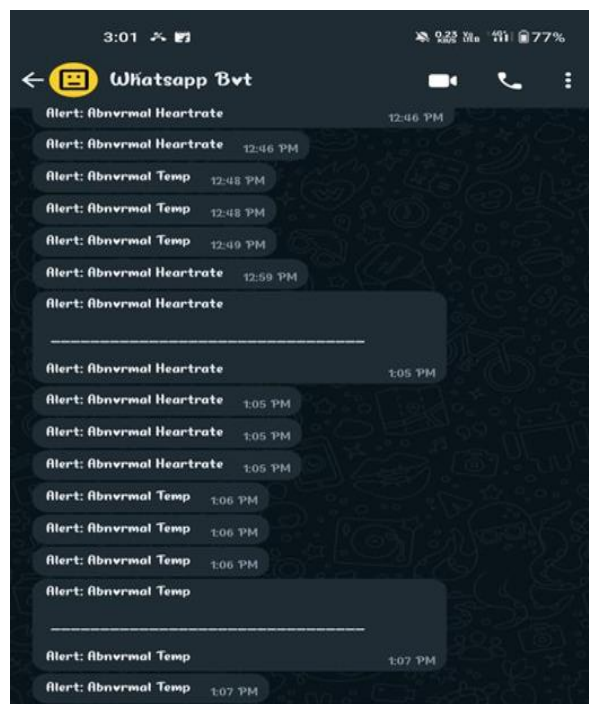 3:01
0.23 KB/S
77%
Whatsapp Bot
Alert: Abnormal Heartrate
12:46 PM
Alert: Abnormal Heartrate 12:46 PM
Alert: Abnormal Temp 12:48 PM
Alert: Abnormal Temp 12:48 PM
Alert: Abnormal Temp 12:49 PM
Alert: Abnormal Heartrate 12:59 PM
Alert: Abnormal Heartrate
_________________________________
Alert: Abnormal Heartrate
1:05 PM
Alert: Abnormal Heartrate 1:05 PM
Alert: Abnormal Heartrate 1:05 PM
Alert: Abnormal Heartrate 1:05 PM
Alert: Abnormal Temp 1:06 PM
Alert: Abnormal Temp 1:06 PM
Alert: Abnormal Temp 1:06 PM
Alert: Abnormal Temp
_________________________________
Alert: Abnormal Temp
1:07 PM
Alert: Abnormal Temp 1:07 PM